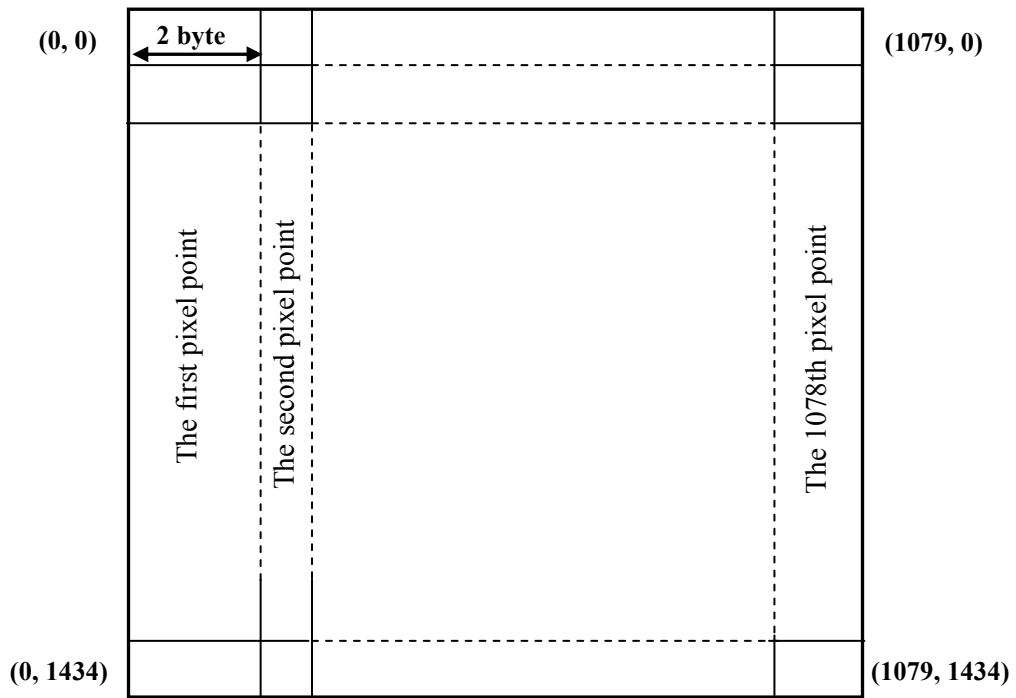 (0, 0)
2 byte
(1079, 0)
The first pixel point
The second pixel point
The 1078th pixel point
(0, 1434)
(1079, 1434)